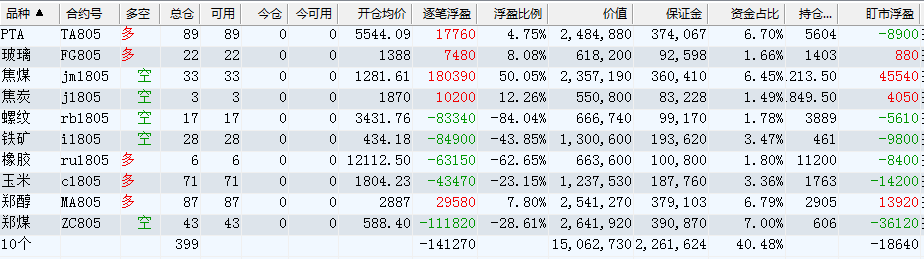 品种 ▲ 合约号 多空 总仓 可用 今仓 今可用 开仓均价 逐笔浮盈 浮盈比例 价值 保证金 资金占比 持仓... 盯市浮盈
PTA TA805 多 89 89 0 0 5544.09 17760 4.75% 2,484,880 374,067 6.70% 5604 -8900
玻璃 FG805 多 22 22 0 0 1388 7480 8.08% 618,200 92,598 1.66% 1403 880
焦煤 jm1805 空 33 33 0 0 1281.61 180390 50.05% 2,357,190 360,410 6.45% .213.50 45540
焦炭 j1805 空 3 3 0 0 1870 10200 12.26% 550,800 83,228 1.49% .849.50 4050
螺纹 rb1805 空 17 17 0 0 3431.76 -83340 -84.04% 666,740 99,170 1.78% 3889 -5610
铁矿 i1805 空 28 28 0 0 434.18 -84900 -43.85% 1,300,600 193,620 3.47% 461 -9800
橡胶 ru1805 多 6 6 0 0 12112.50 -63150 -62.65% 663,600 100,800 1.80% 11200 -8400
玉米 c1805 多 71 71 0 0 1804.23 -43470 -23.15% 1,237,530 187,760 3.36% 1763 -14200
郑醇 MA805 多 87 87 0 0 2887 29580 7.80% 2,541,270 379,103 6.79% 2905 13920
郑煤 ZC805 空 43 43 0 0 588.40 -111820 -28.61% 2,641,920 390,870 7.00% 606 -36120
10个 399 -141270 15,062,730 2,261,624 40.48% -18640